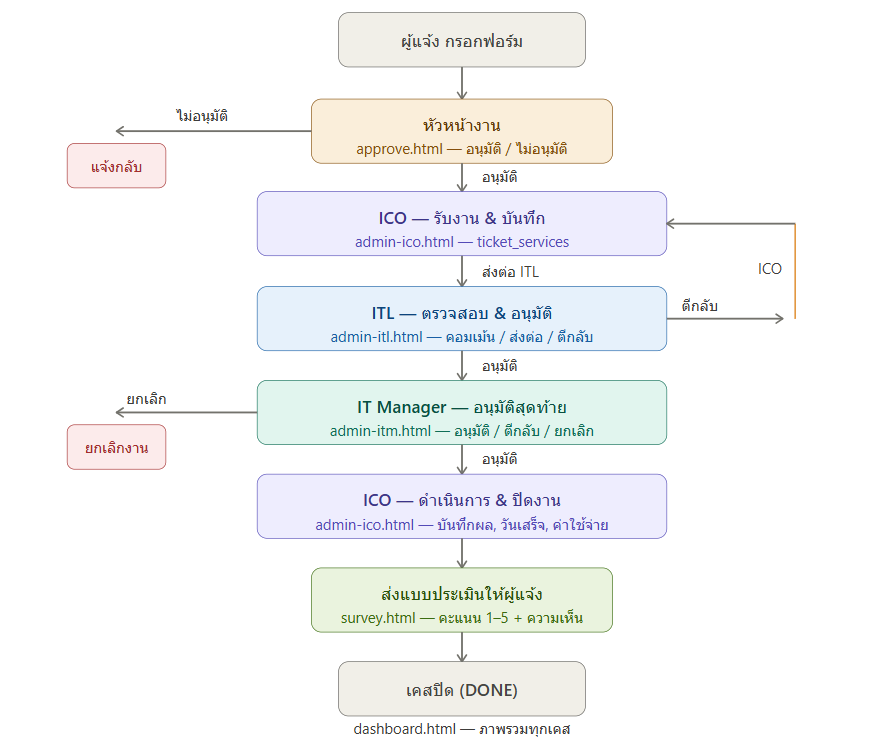 ผู้แจ้ง กรอกฟอร์ม
ไม่อนุมัติ
หัวหน้างาน
approve.html — อนุมัติ / ไม่อนุมัติ
แจ้งกลับ
อนุมัติ
ICO — รับงาน & บันทึก
admin-ico.html — ticket_services
ส่งต่อ ITL
ICO
ITL — ตรวจสอบ & อนุมัติ
admin-itl.html — คอมเม้น / ส่งต่อ / ตีกลับ
ตีกลับ
อนุมัติ
ยกเลิก
IT Manager — อนุมัติสุดท้าย
admin-itm.html — อนุมัติ / ตีกลับ / ยกเลิก
ยกเลิกงาน
อนุมัติ
ICO — ดำเนินการ & ปิดงาน
admin-ico.html — บันทึกผล, วันเสร็จ, ค่าใช้จ่าย
ส่งแบบประเมินให้ผู้แจ้ง
survey.html — คะแนน 1–5 + ความเห็น
เคสปิด (DONE)
dashboard.html — ภาพรวมทุกเคส